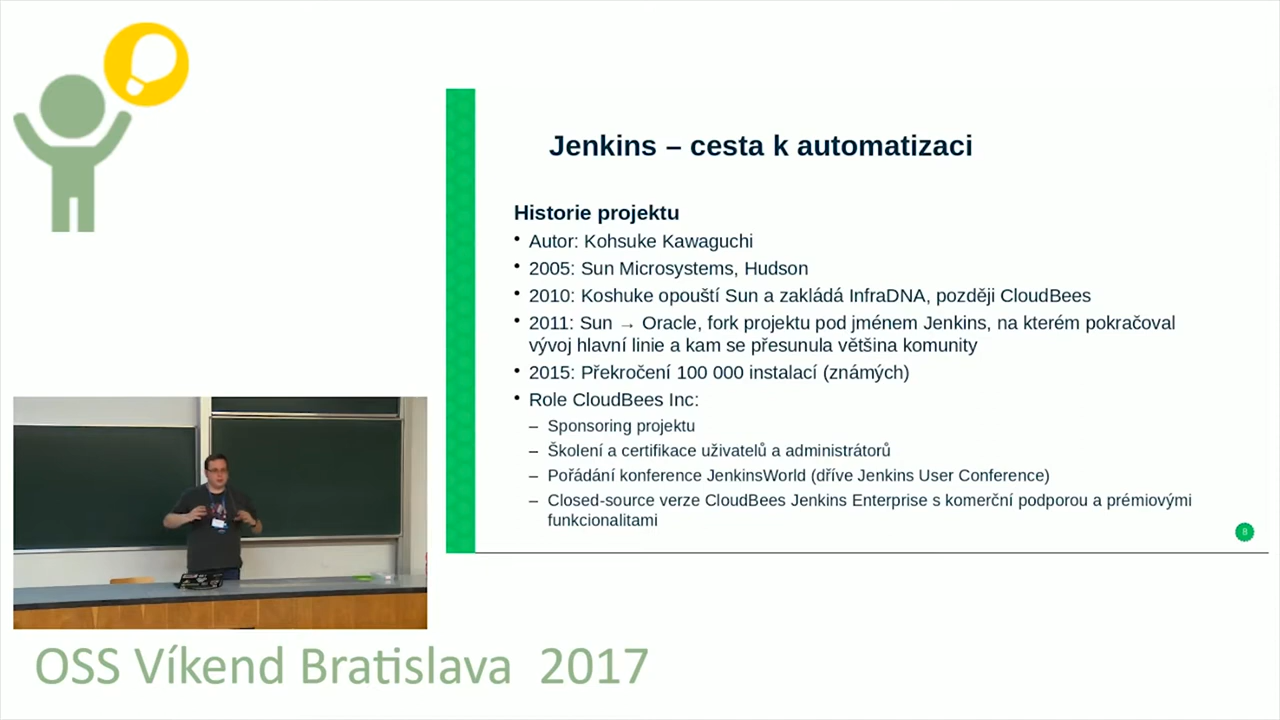 Jenkins – cesta k automatizaci
Historie projektu
• Autor: Kohsuke Kawaguchi
• 2005: Sun Microsystems, Hudson
• 2010: Koshuke opouští Sun a zakládá InfraDNA, později CloudBees
• 2011: Sun → Oracle, fork projektu pod jménem Jenkins, na kterém pokračoval
vývoj hlavní linie a kam se přesunula většina komunity
• 2015: Překročení 100 000 instalací (známých)
• Role CloudBees Inc:
– Sponsoring projektu
– Školení a certifikace uživatelů a administrátorů
– Pořádání konference JenkinsWorld (dříve Jenkins User Conference)
– Closed-source verze CloudBees Jenkins Enterprise s komerční podporou a prémiovými
funkcionalitami
8
OSS Víkend Bratislava 2017